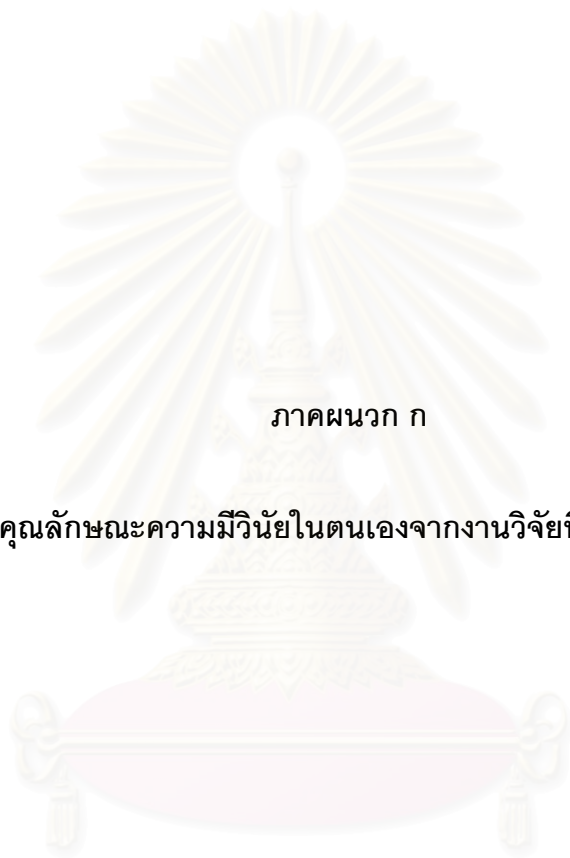 ภาคผนวก ก
คุณลักษณะความมีวินัยในตนเองจากงานวิจัย